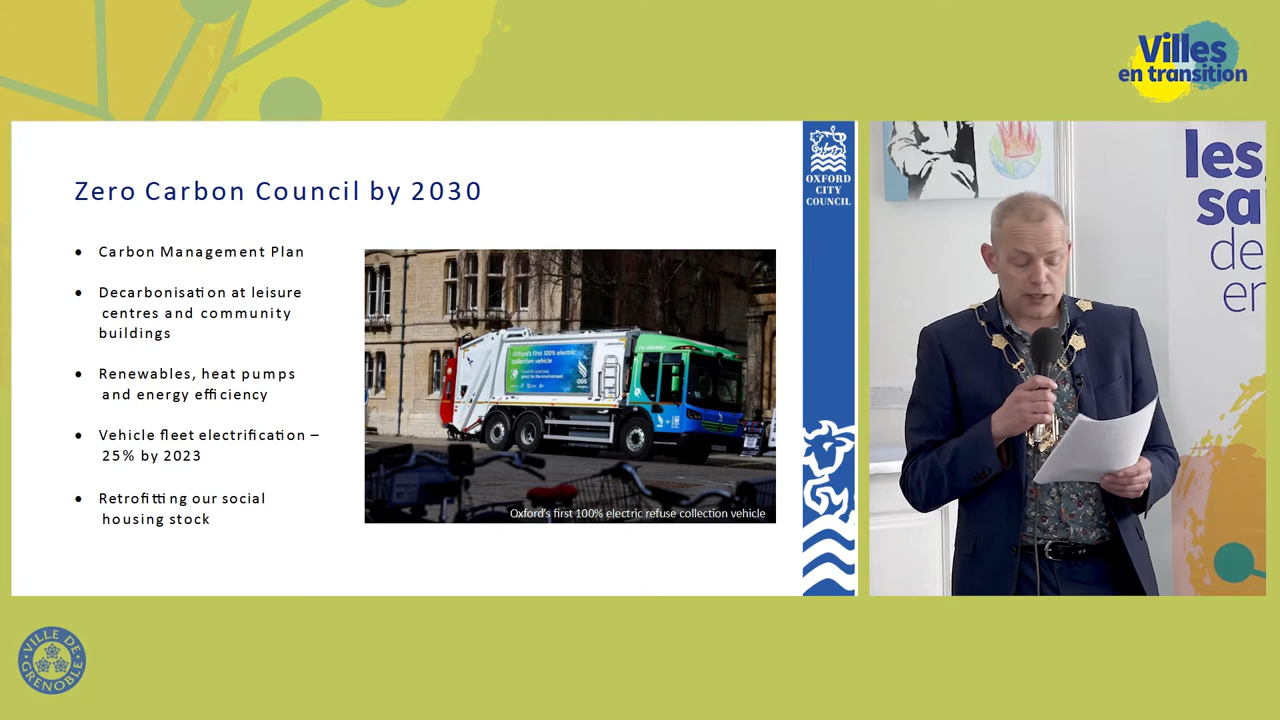 Villes
en transition
Zero Carbon Council by 2030
• Carbon Management Plan
• Decarbonisation at leisure
centres and community
buildings
• Renewables, heat pumps
and energy efficiency
• Vehicle fleet electrification –
25% by 2023
• Retrofitting our social
housing stock
Oxford's first 100% electric
collection vehicle
ODS
Oxford's first 100% electric refuse collection vehicle
OXFORD
CITY
COUNCIL
les
sa
de
en
VILLE DE
GRENOBLE